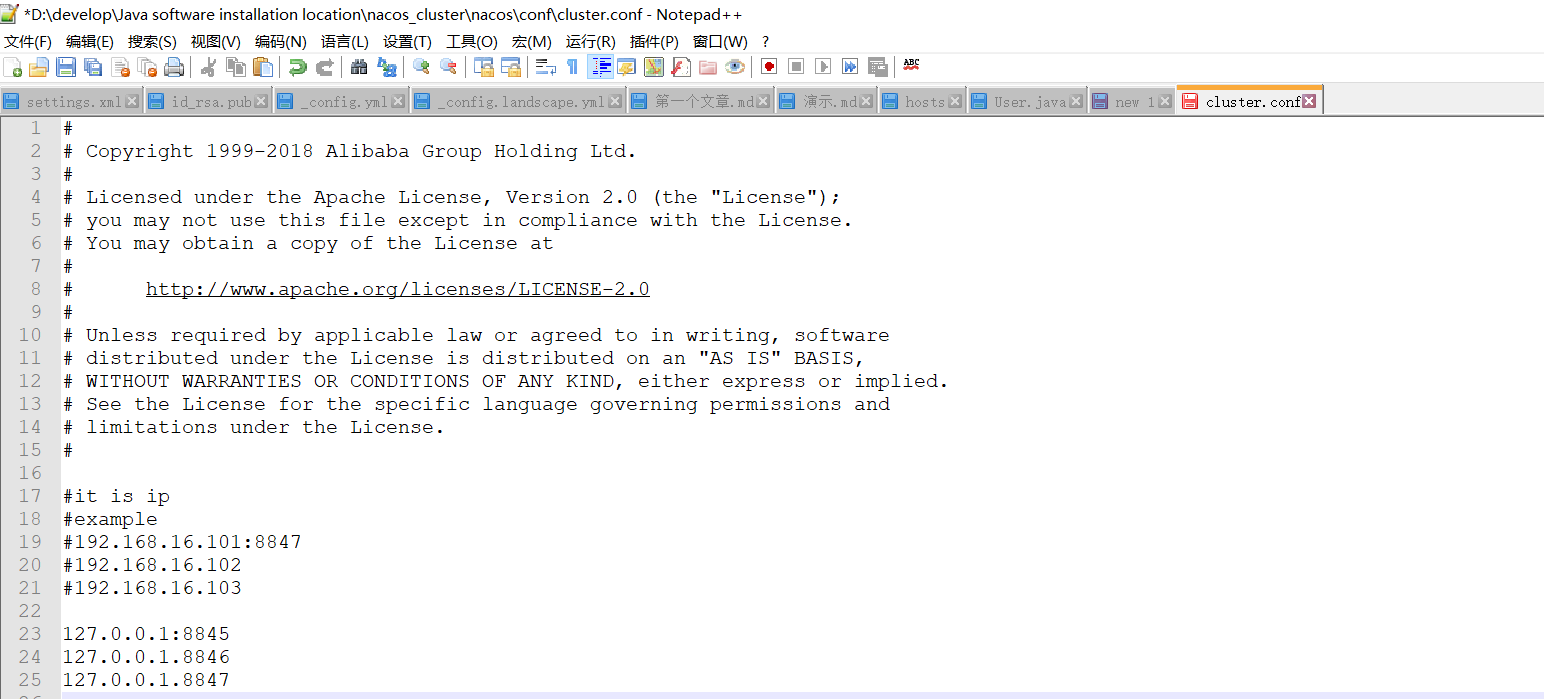 *D:\develop\Java software installation location\nacos_cluster\nacos\conf\cluster.conf - Notepad++
文件(F) 编辑(E) 搜索(S) 视图(V) 编码(N) 语言(L) 设置(T) 工具(O) 宏(M) 运行(R) 插件(P) 窗口(W) ?
ABC
settings.xml id_rsa.pub _config.yml _config.landscape.yml 第一个文章.md 演示.md hosts User.java new 1 cluster.conf
1 #
2 # Copyright 1999-2018 Alibaba Group Holding Ltd.
3 #
4 # Licensed under the Apache License, Version 2.0 (the "License");
5 # you may not use this file except in compliance with the License.
6 # You may obtain a copy of the License at
7 #
8 # http://www.apache.org/licenses/LICENSE-2.0
9 #
10 # Unless required by applicable law or agreed to in writing, software
11 # distributed under the License is distributed on an "AS IS" BASIS,
12 # WITHOUT WARRANTIES OR CONDITIONS OF ANY KIND, either express or implied.
13 # See the License for the specific language governing permissions and
14 # limitations under the License.
15 #
16
17 #it is ip
18 #example
19 #192.168.16.101:8847
20 #192.168.16.102
21 #192.168.16.103
22
23 127.0.0.1:8845
24 127.0.0.1.8846
25 127.0.0.1.8847